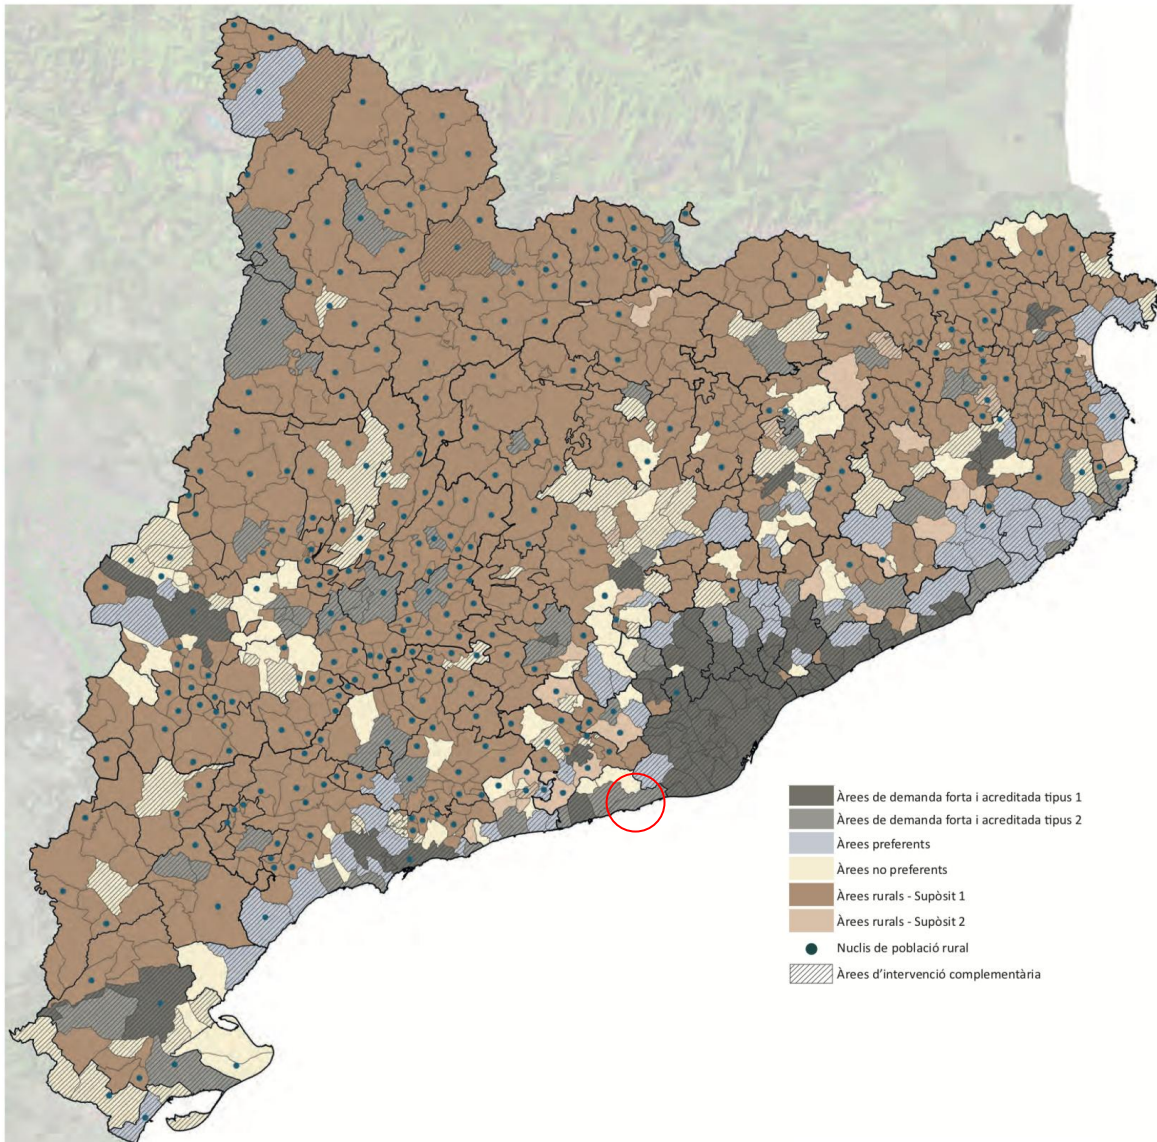 Àrees de demanda forta i acreditada tipus 1
Àrees de demanda forta i acreditada tipus 2
Àrees preferents
Àrees no preferents
Àrees rurals - Supòsit 1
Àrees rurals - Supòsit 2
Nuclis de població rural
Àrees d'intervenció complementària